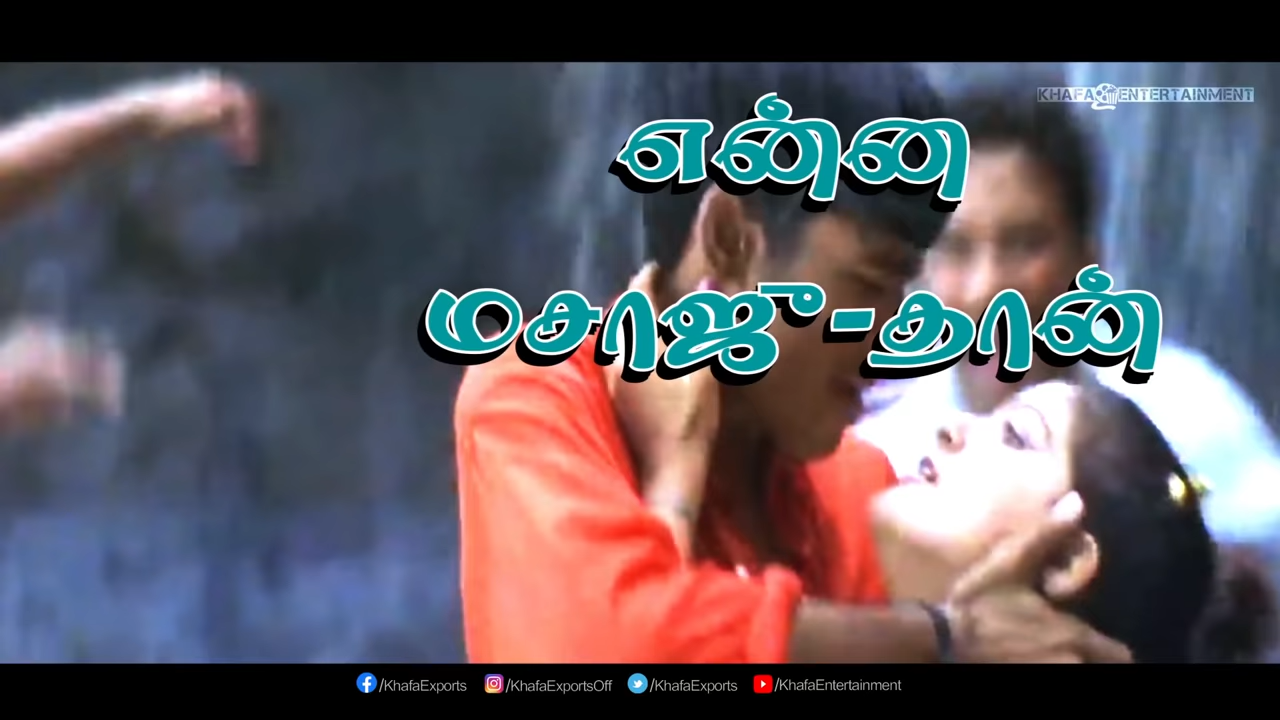 KHAFA ENTERTAINMENT
என்ன
மசாஜு-தான்
/KhafaExports /KhafaExportsOff /KhafaExports /KhafaEntertainment